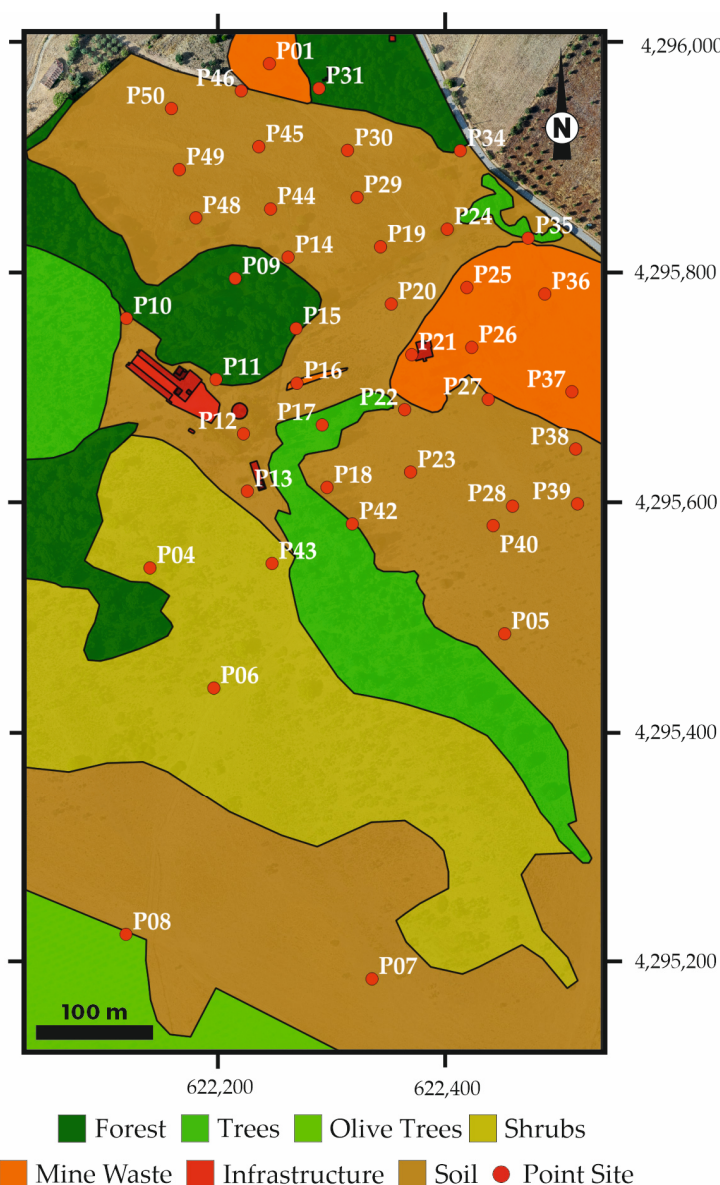 P01
4,296,000
P46
P31
P50
N
P45
P30
P34
P49
P29
P48
P44
P24
P35
P19
P14
P09
4,295,800
P25
P36
P10
P20
P15
P21
P26
P11
P16
P37
P27
P22
P17
P12
P38
P23
P18
P13
P28
P39
4,295,600
P42
P40
P43
P04
P05
P06
4,295,400
P08
P07
4,295,200
100 m
622,200
622,400
Forest
Trees
Olive Trees
Shrubs
Mine Waste
Infrastructure
Soil
Point Site